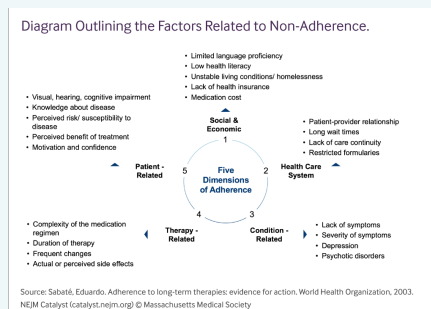 Diagram Outlining the Factors Related to Non-Adherence.
• Limited language proficiency
• Low health literacy
• Unstable living conditions/ homelessness
• Lack of health insurance
• Medication cost
Social &
Economic
1
• Visual, hearing, cognitive impairment
• Knowledge about disease
• Perceived risk/ susceptibility to
disease
• Perceived benefit of treatment
• Motivation and confidence
Patient -
Related
5
Five
Dimensions
of Adherence
• Patient-provider relationship
• Long wait times
• Lack of care continuity
• Restricted formularies
2
Health Care
System
• Complexity of the medication
regimen
• Duration of therapy
• Frequent changes
• Actual or perceived side effects
Therapy -
Related
4
3
Condition -
Related
• Lack of symptoms
• Severity of symptoms
• Depression
• Psychotic disorders
Source: Sabaté, Eduardo. Adherence to long-term therapies: evidence for action. World Health Organization, 2003.
NEJM Catalyst (catalyst.nejm.org) © Massachusetts Medical Society